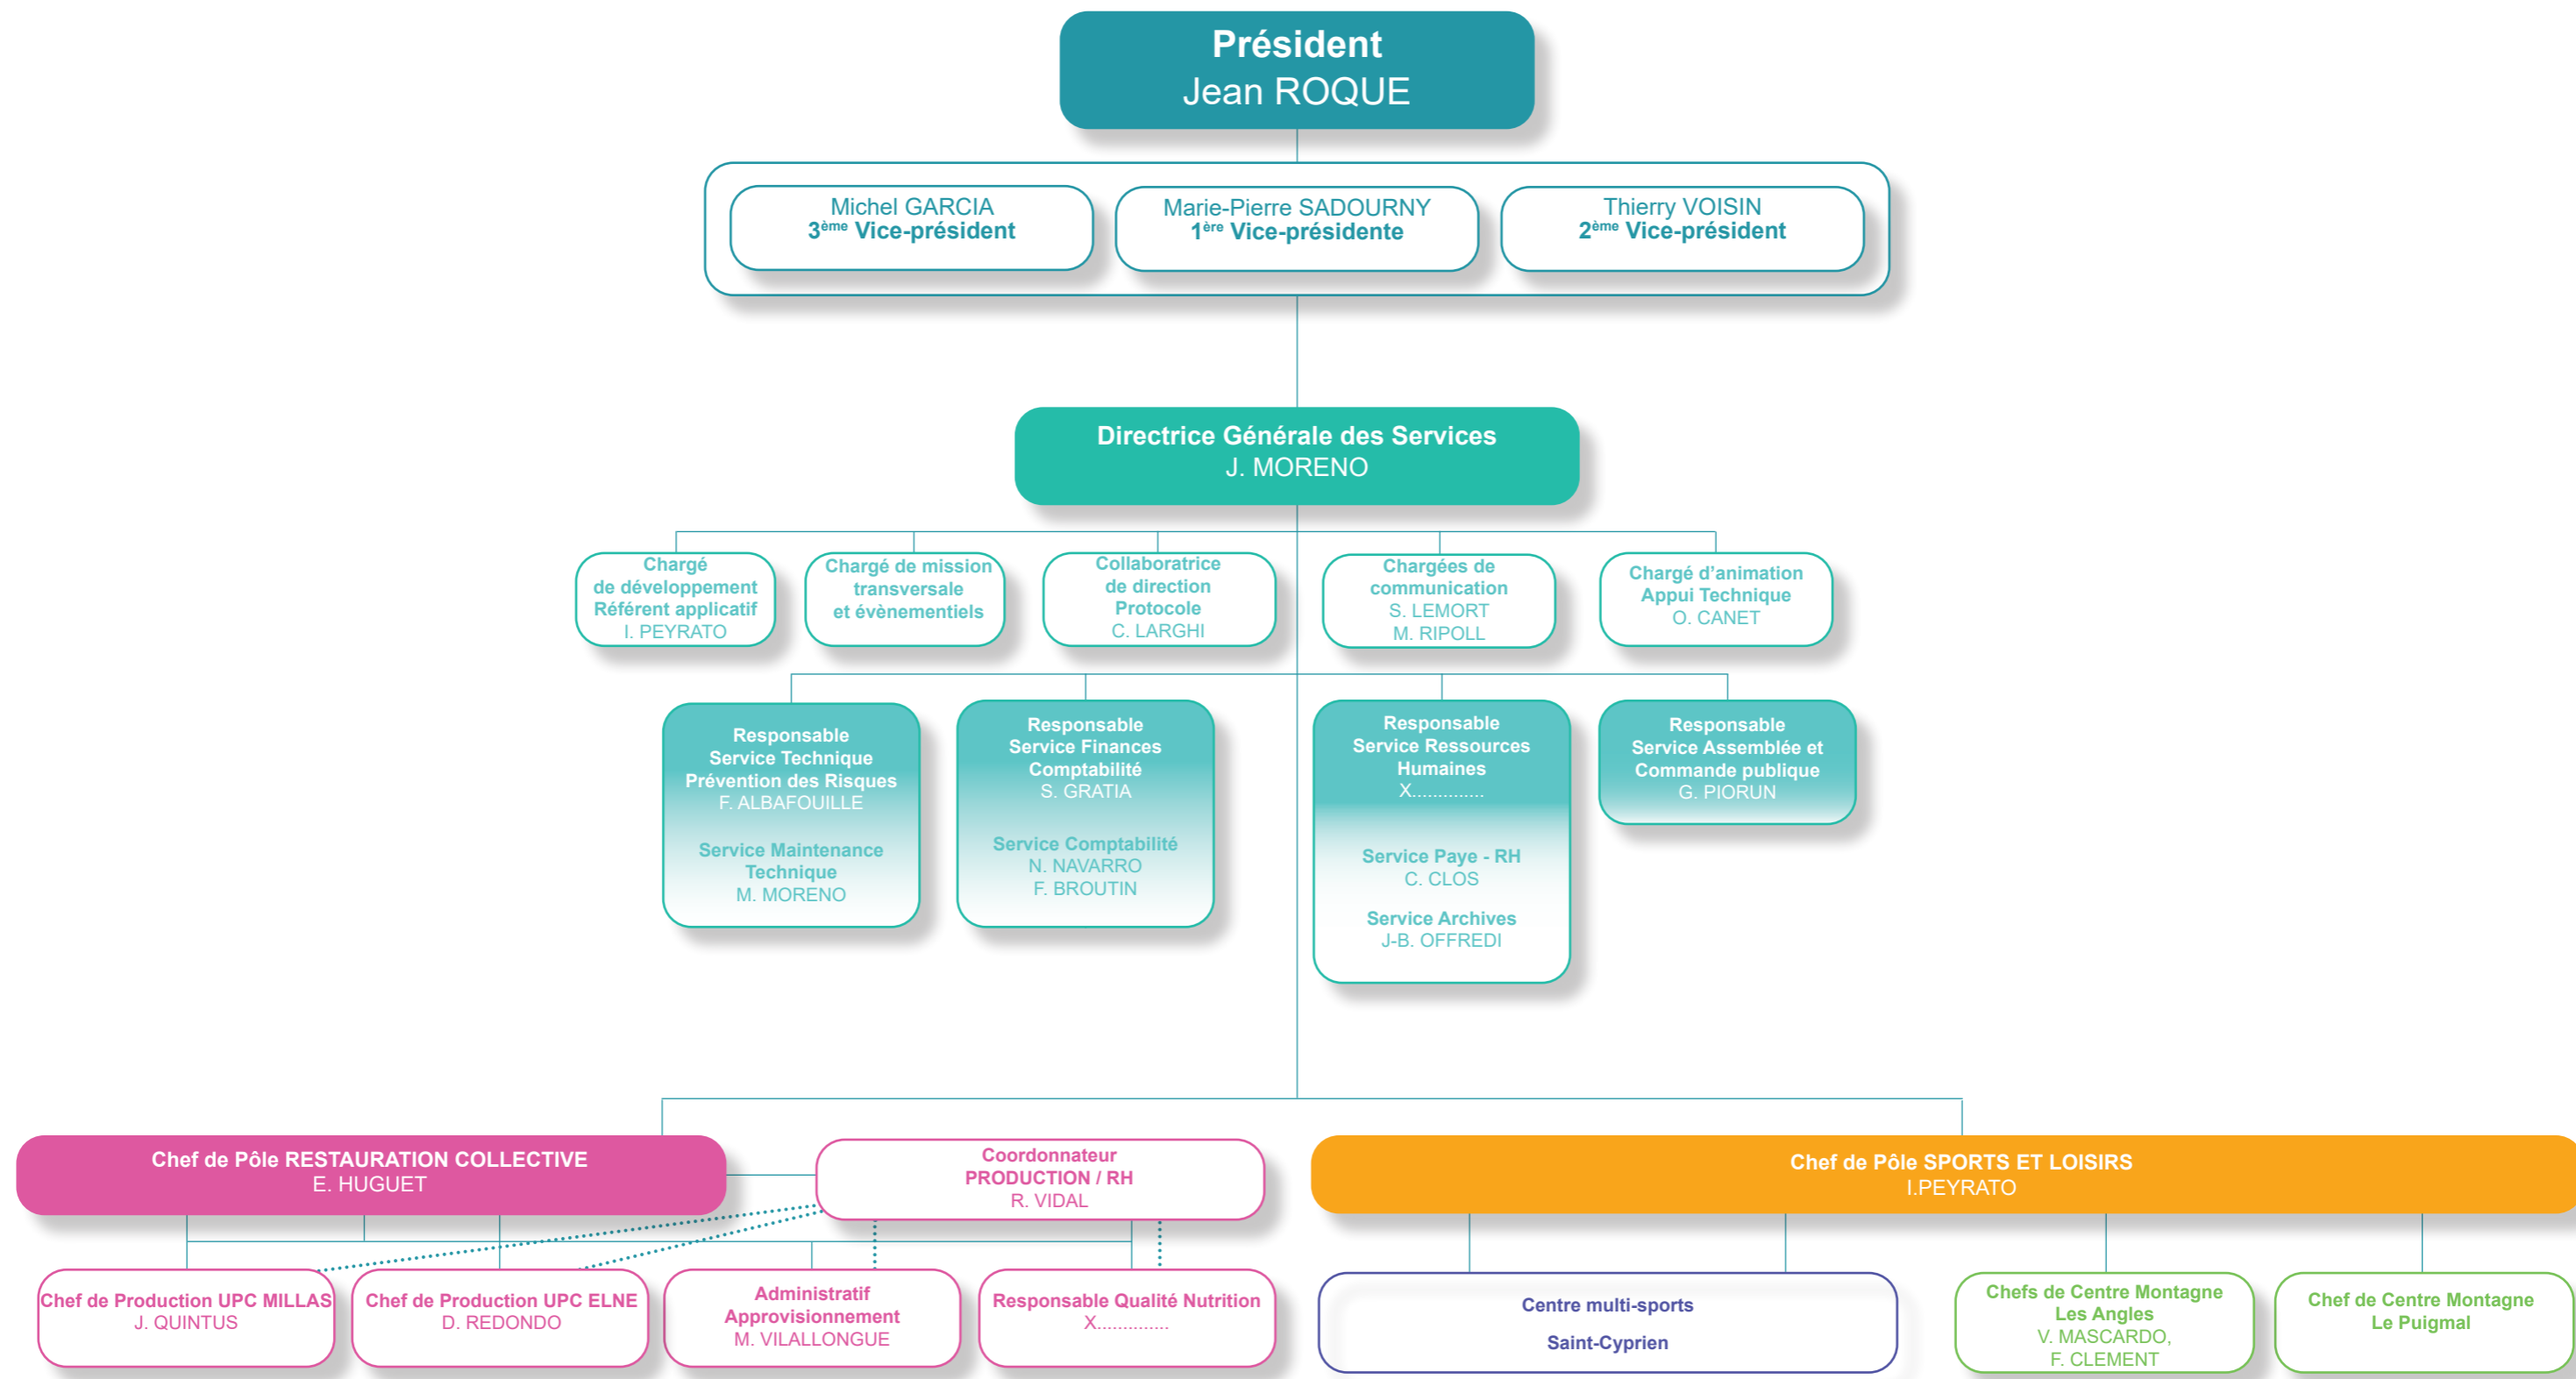 Président
Jean ROQUE
Michel GARCIA
3ème Vice-président
Marie-Pierre SADOURNY
1ère Vice-présidente
Thierry VOISIN
2ème Vice-président
Directrice Générale des Services
J. MORENO
Chargé
de développement
Référent applicatif
I. PEYRATO
Chargé de mission
transversale
et évènementiels
Collaboratrice
de direction
Protocole
C. LARGHI
Chargées de
communication
S. LEMORT
M. RIPOLL
Chargé d'animation
Appui Technique
O. CANET
Responsable
Service Technique
Prévention des Risques
F. ALBAFOUILLE
Service Maintenance
Technique
M. MORENO
Responsable
Service Finances
Comptabilité
S. GRATIA
Service Comptabilité
N. NAVARRO
F. BROUTIN
Responsable
Service Ressources
Humaines
X..............
Service Paye - RH
C. CLOS
Service Archives
J-B. OFFREDI
Responsable
Service Assemblée et
Commande publique
G. PIORUN
Chef de Pôle RESTAURATION COLLECTIVE
E. HUGUET
Coordonnateur
PRODUCTION / RH
R. VIDAL
Chef de Pôle SPORTS ET LOISIRS
I.PEYRATO
Chef de Production UPC MILLAS
J. QUINTUS
Chef de Production UPC ELNE
D. REDONDO
Administratif
Approvisionnement
M. VILALLONGUE
Responsable Qualité Nutrition
X..............
Centre multi-sports
Saint-Cyprien
Chefs de Centre Montagne
Les Angles
V. MASCARDO,
F. CLEMENT
Chef de Centre Montagne
Le Puigmal